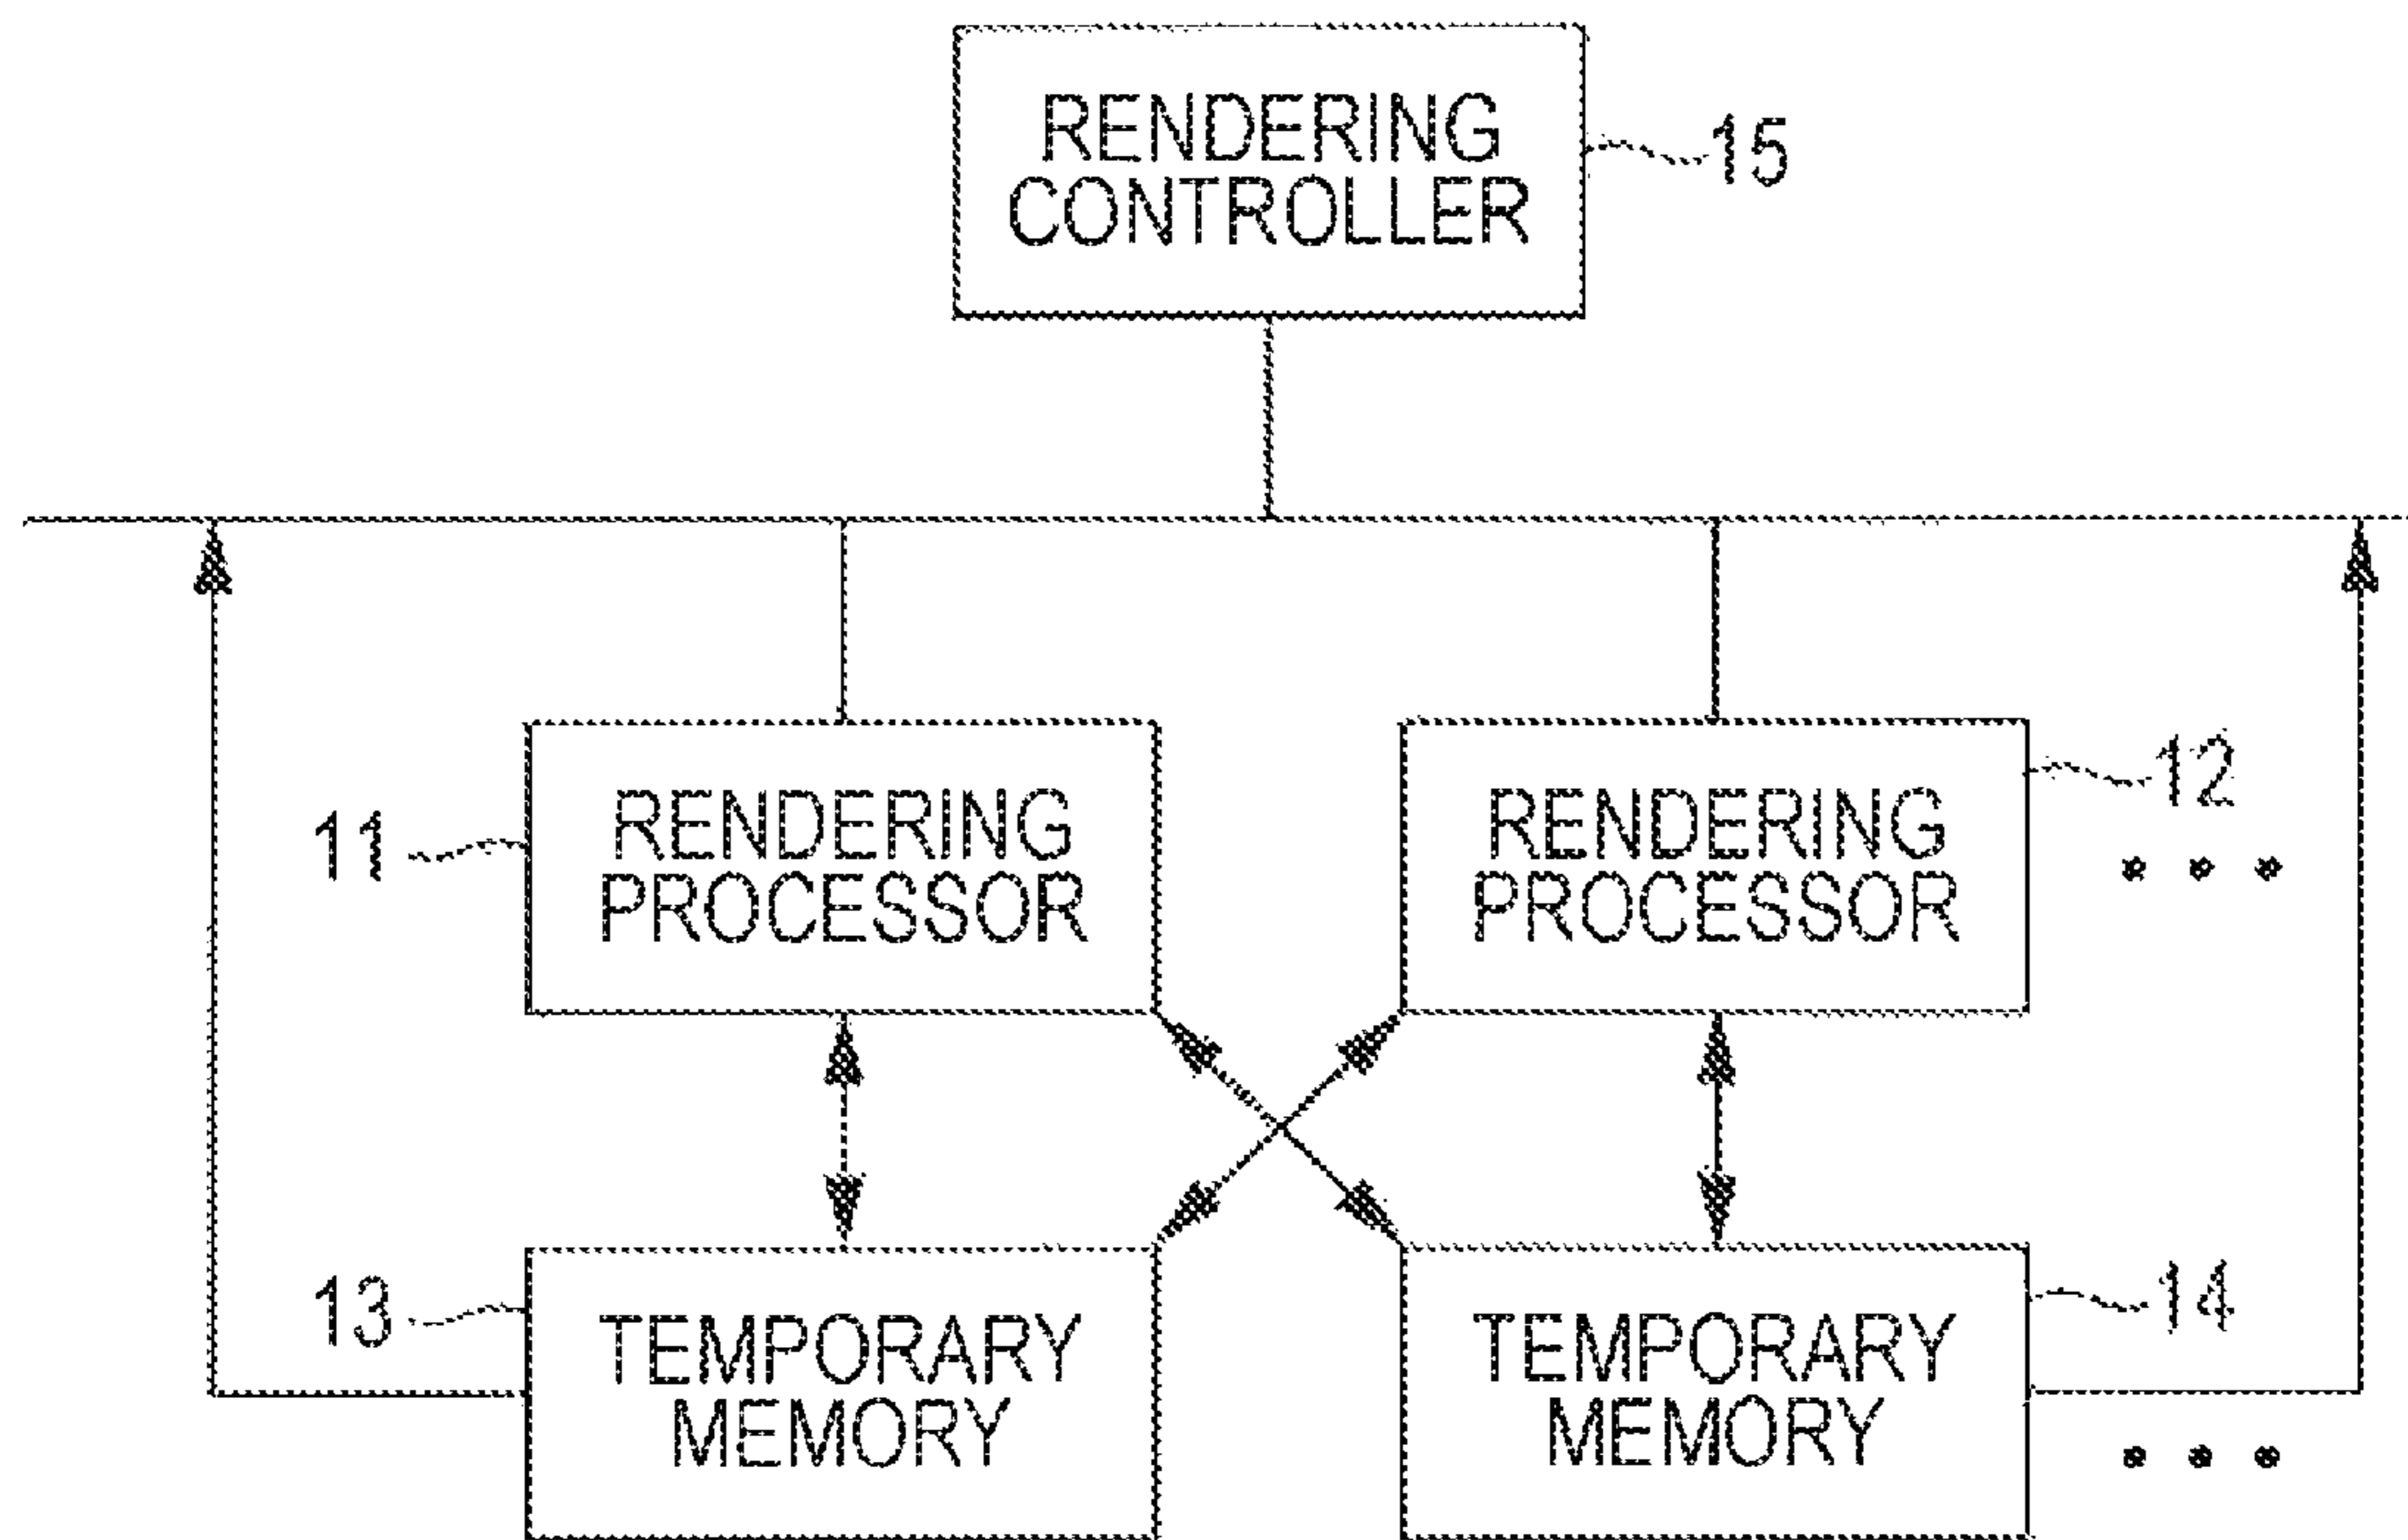 RENDERING
CONTROLLER
15
11
RENDERING
PROCESSOR
RENDERING
PROCESSOR
12
13
TEMPORARY
MEMORY
TEMPORARY
MEMORY
14